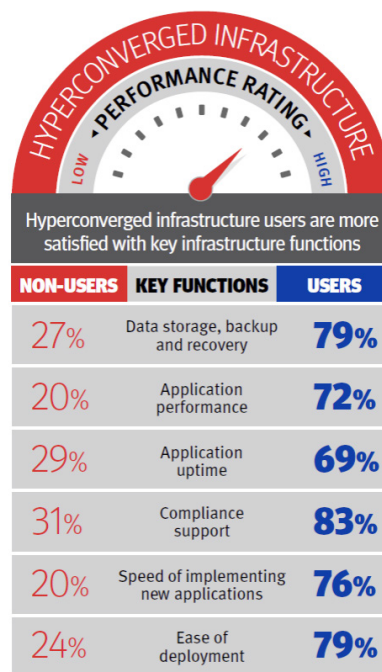 HYPERCONVERGED INFRASTRUCTURE
PERFORMANCE RATING
LOW
HIGH
Hyperconverged infrastructure users are more
satisfied with key infrastructure functions
NON-USERS KEY FUNCTIONS USERS
27% Data storage, backup 79%
and recovery
20% Application 72%
performance
29% Application 69%
uptime
31% Compliance 83%
support
20% Speed of implementing 76%
new applications
24% Ease of 79%
deployment